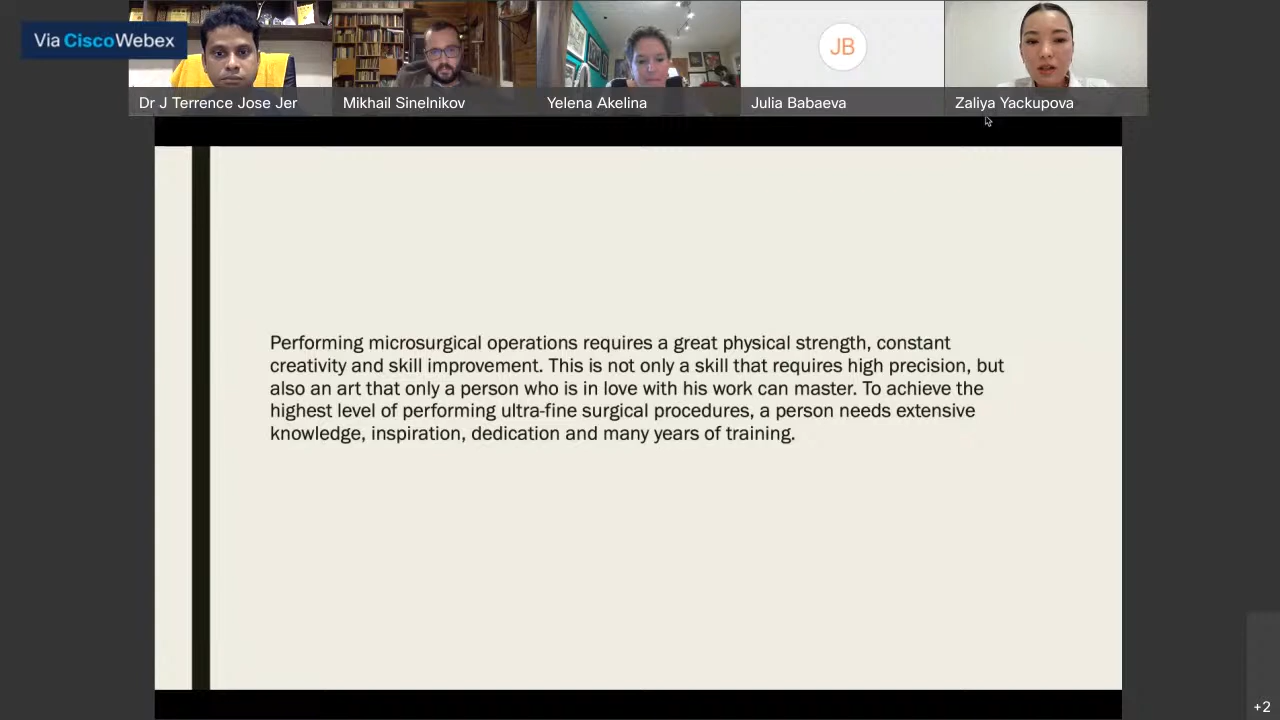 Via CiscoWebex
Dr J Terrence Jose Jer
Mikhail Sinelnikov
Yelena Akelina
JB
Julia Babaeva
Zaliya Yackupova
Performing microsurgical operations requires a great physical strength, constant
creativity and skill improvement. This is not only a skill that requires high precision, but
also an art that only a person who is in love with his work can master. To achieve the
highest level of performing ultra-fine surgical procedures, a person needs extensive
knowledge, inspiration, dedication and many years of training.
+2